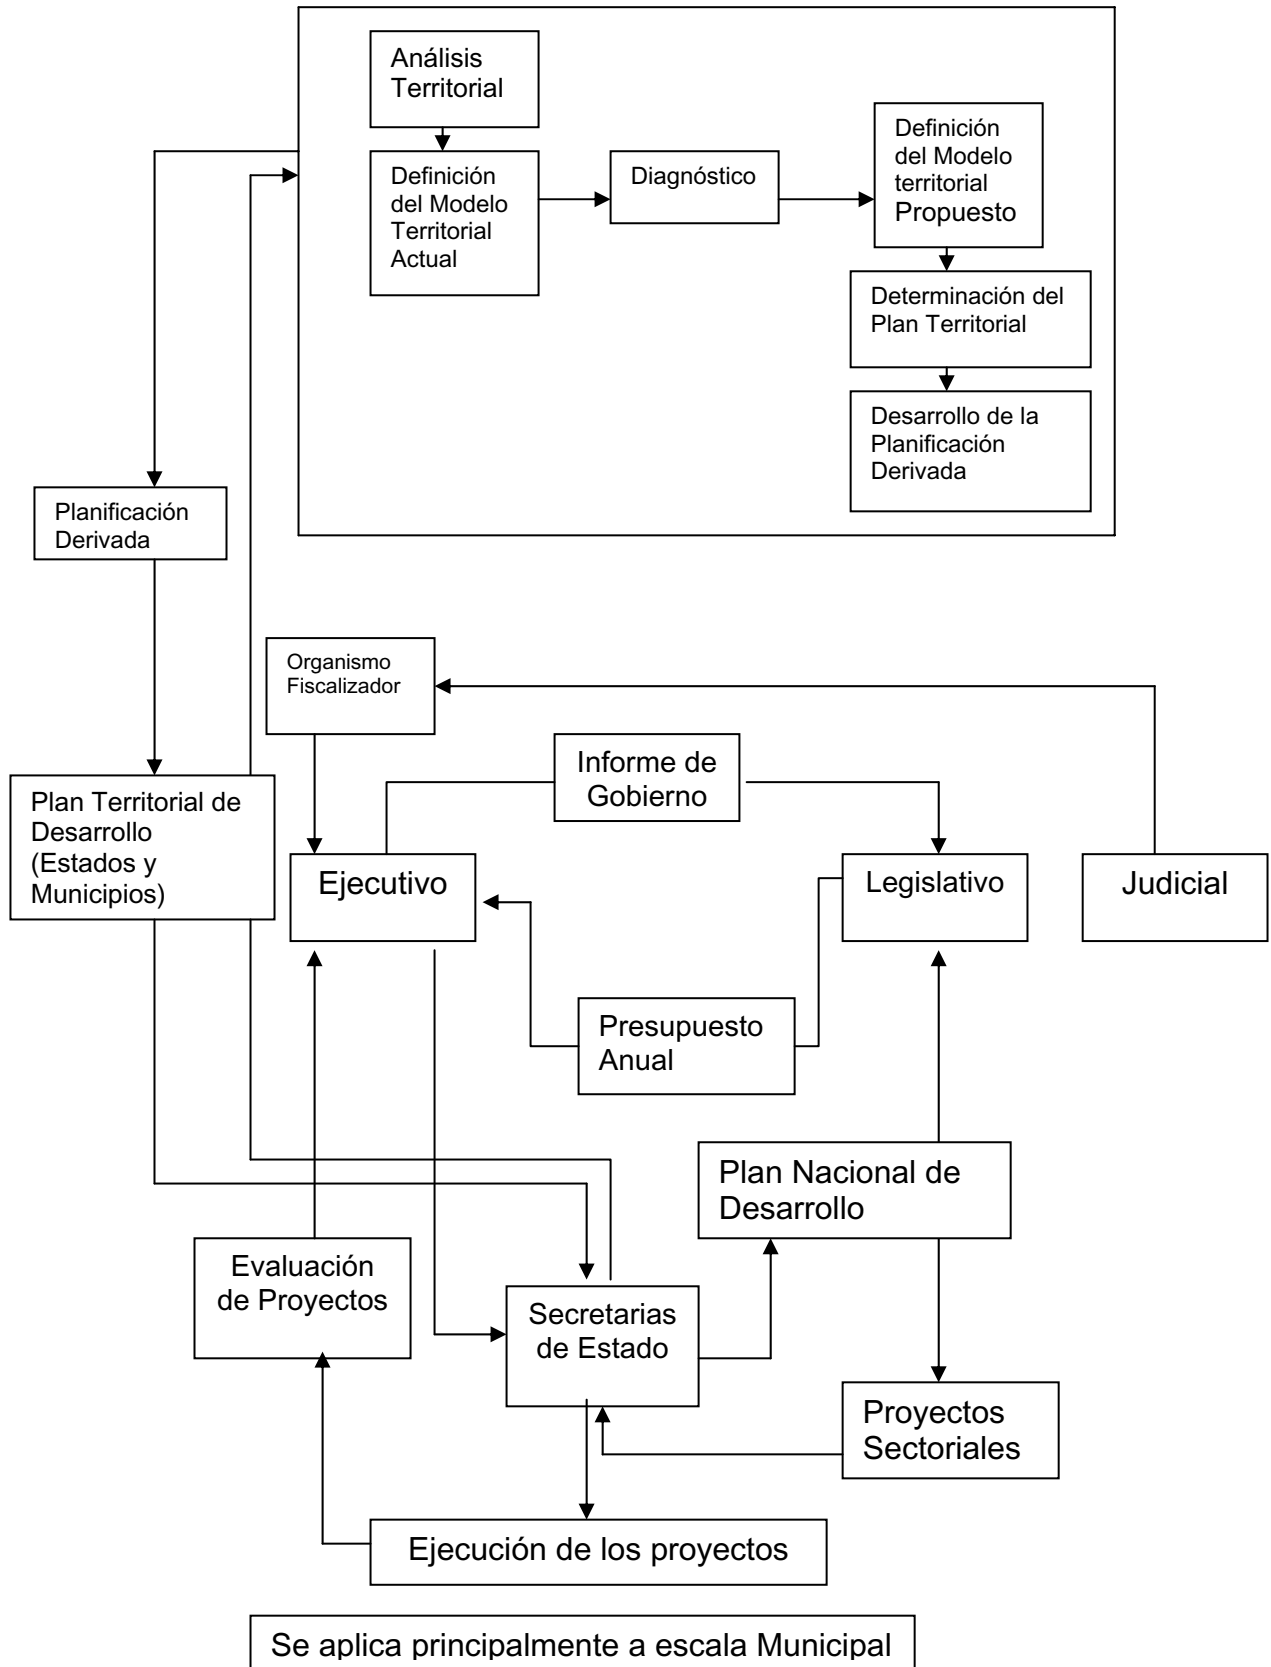 Análisis
Territorial
Definición
del Modelo
Territorial
Actual
Diagnóstico
Definición
del Modelo
territorial
Propuesto
Determinación del
Plan Territorial
Desarrollo de la
Planificación
Derivada
Planificación
Derivada
Organismo
Fiscalizador
Informe de
Gobierno
Plan Territorial de
Desarrollo
(Estados y
Municipios)
Ejecutivo
Legislativo
Judicial
Presupuesto
Anual
Plan Nacional de
Desarrollo
Evaluación
de Proyectos
Secretarias
de Estado
Proyectos
Sectoriales
Ejecución de los proyectos
Se aplica principalmente a escala Municipal